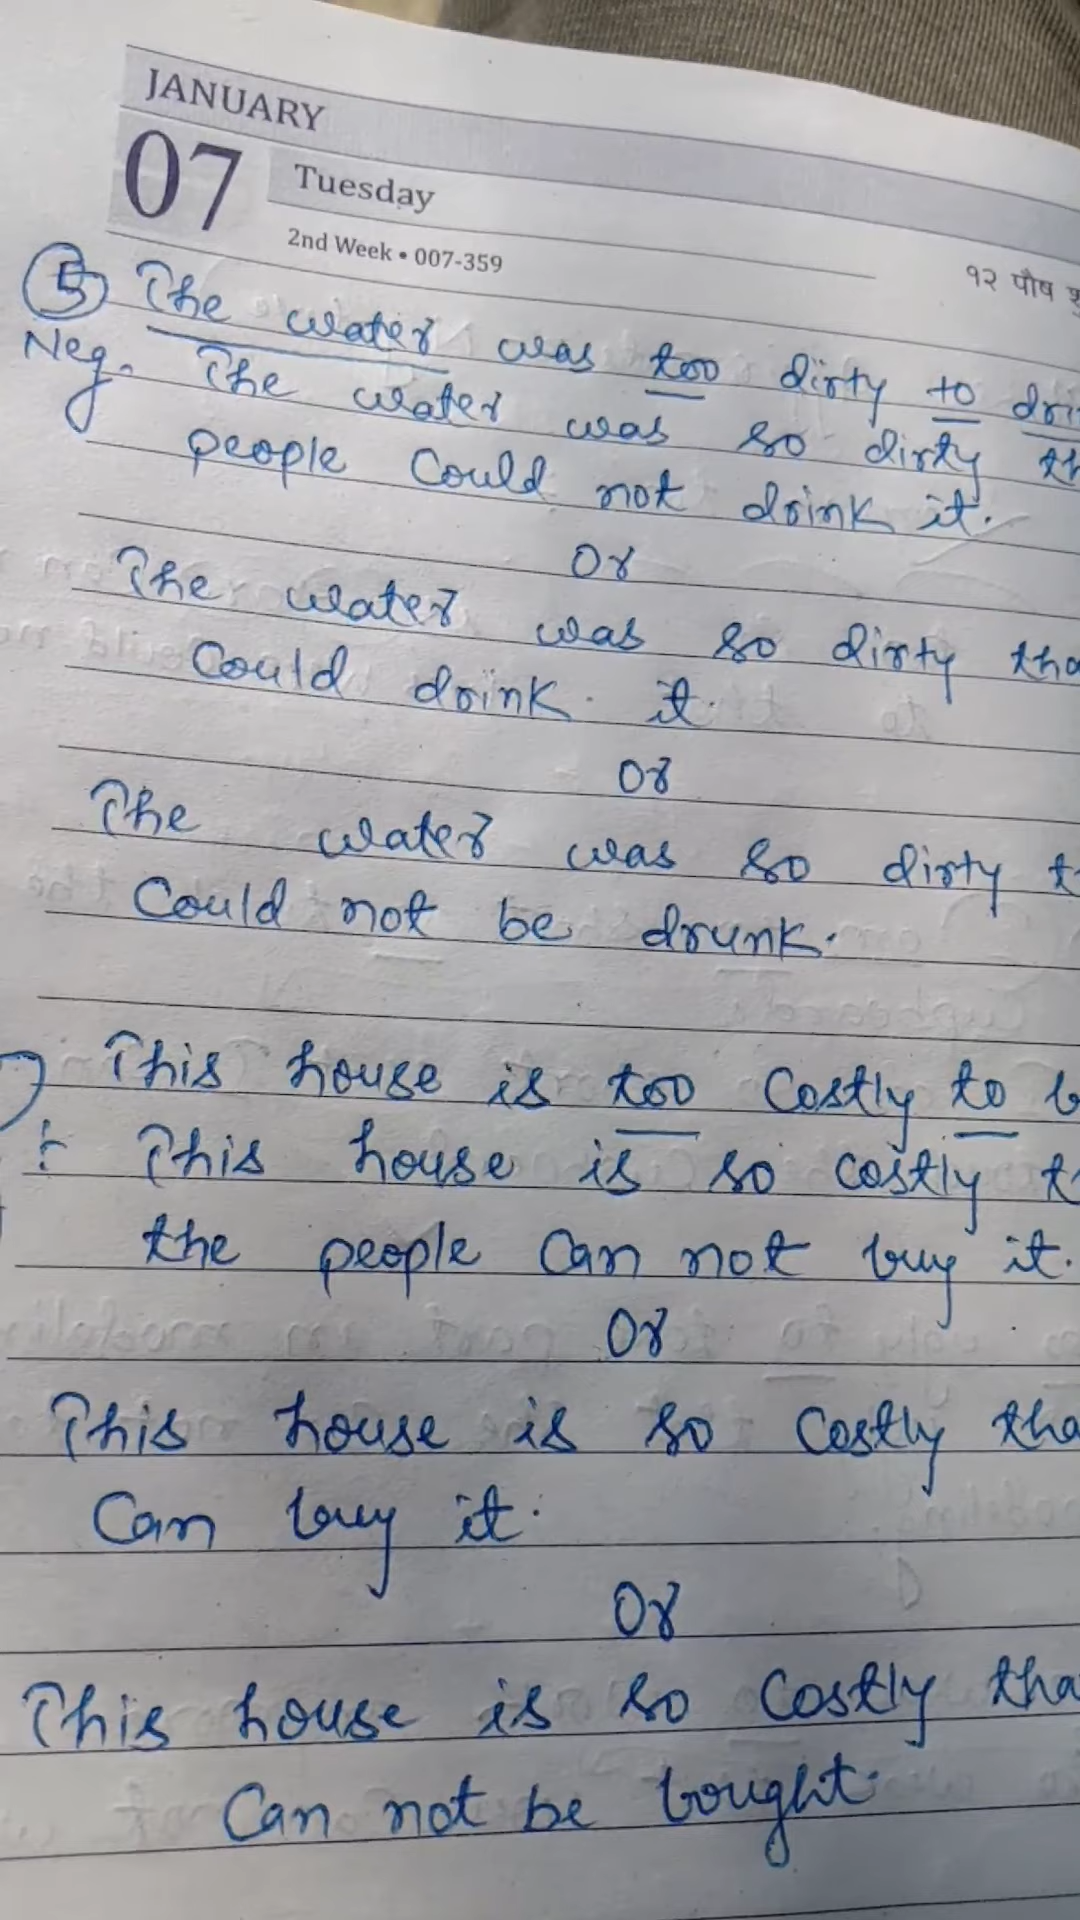 JANUARY
07 Tuesday
2nd Week • 007-359
१२ पौष
5 The water was too dirty to
Neg. The water was so dirty
people could not drink it.
Or
The water was so dirty
Could drink it.
Or
The water was so dirty
Could not be drunk.
This house is too Costly to
This house is so costly
the people Can not buy it.
Or
This house is so Costly
Can buy it.
Or
This house is so Costly
Can not be bought.